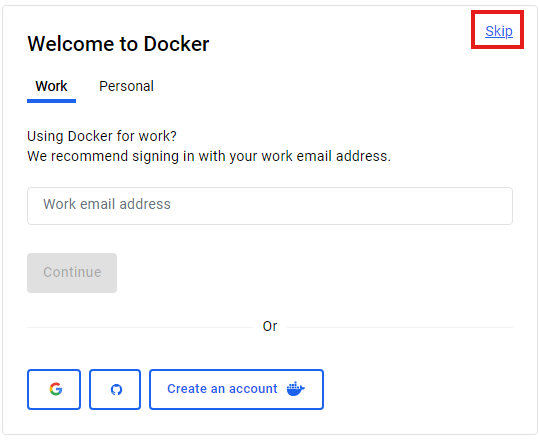 Skip
Welcome to Docker
Work
Personal
Using Docker for work?
We recommend signing in with your work email address.
Work email address
Continue
Or
Create an account